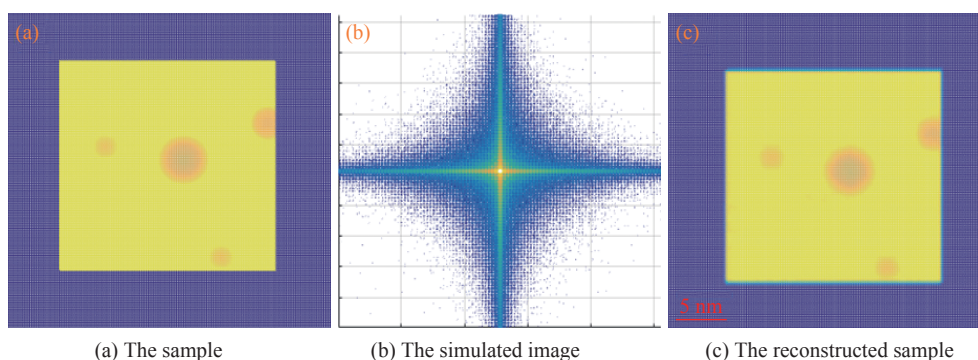 (a)
(b)
(c)
5 nm
(a) The sample
(b) The simulated image
(c) The reconstructed sample